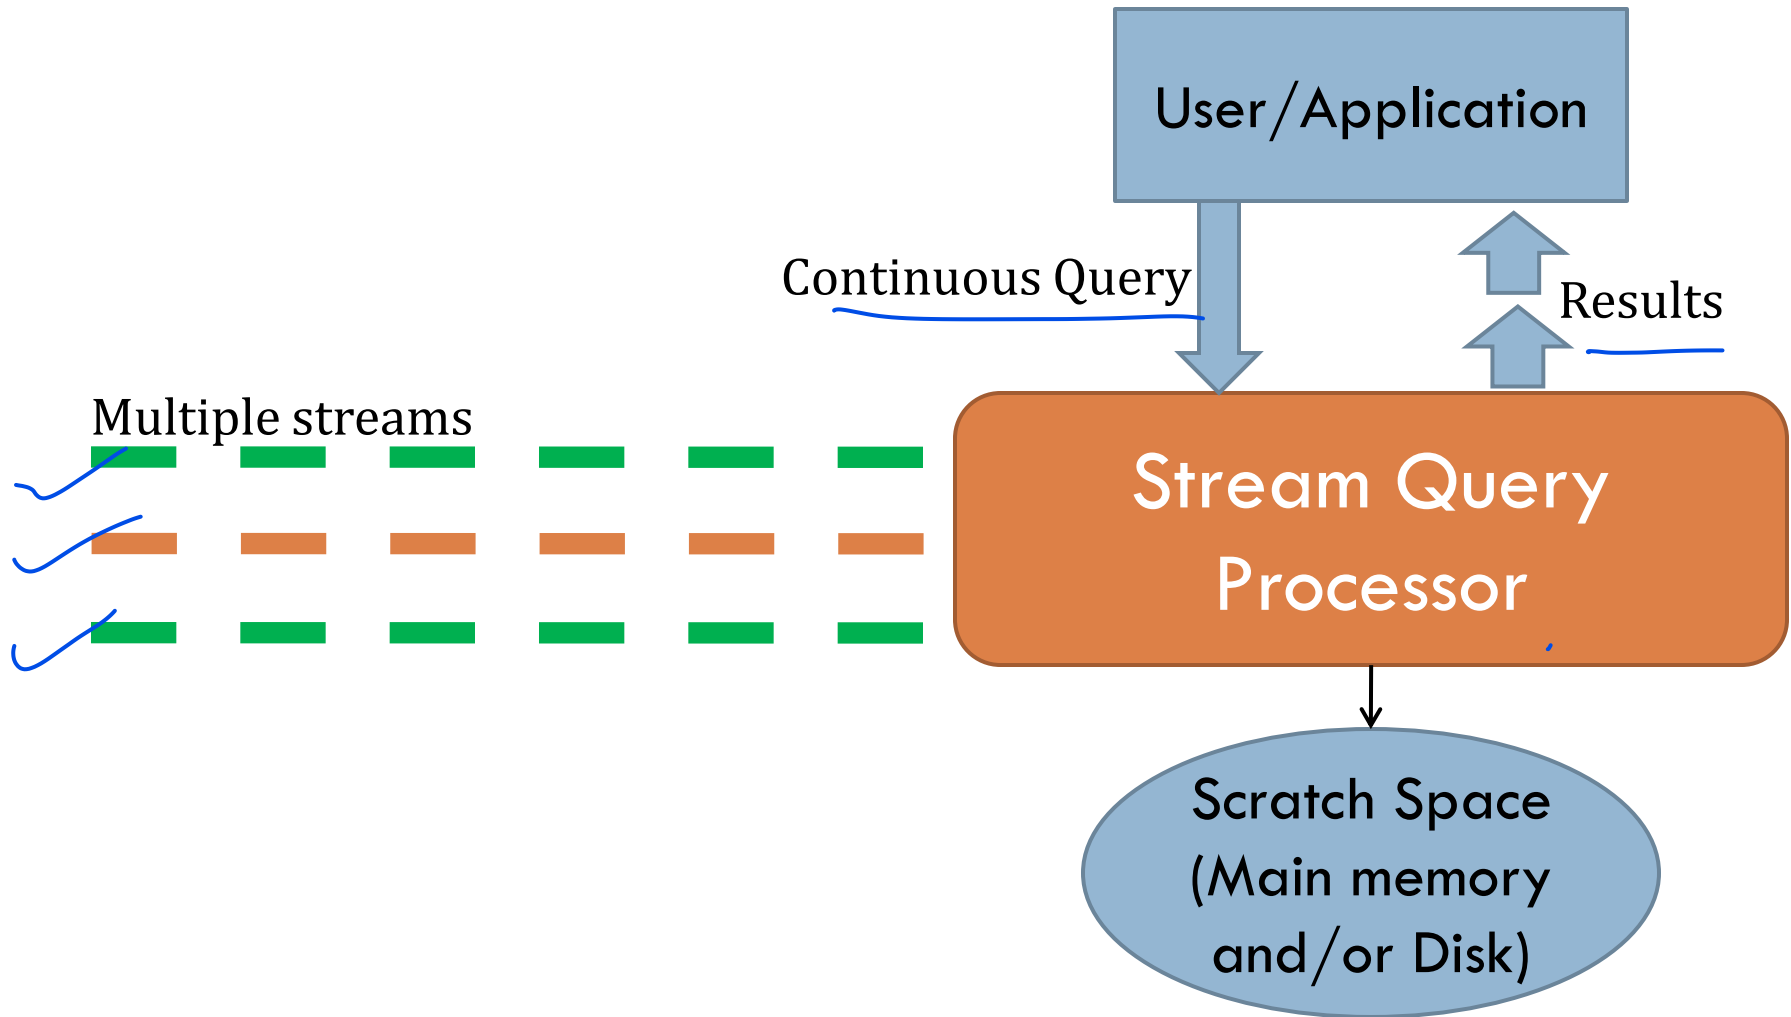 User/Application
Continuous Query
Results
Multiple streams
Stream Query
Processor
Scratch Space
(Main memory
and/or Disk)